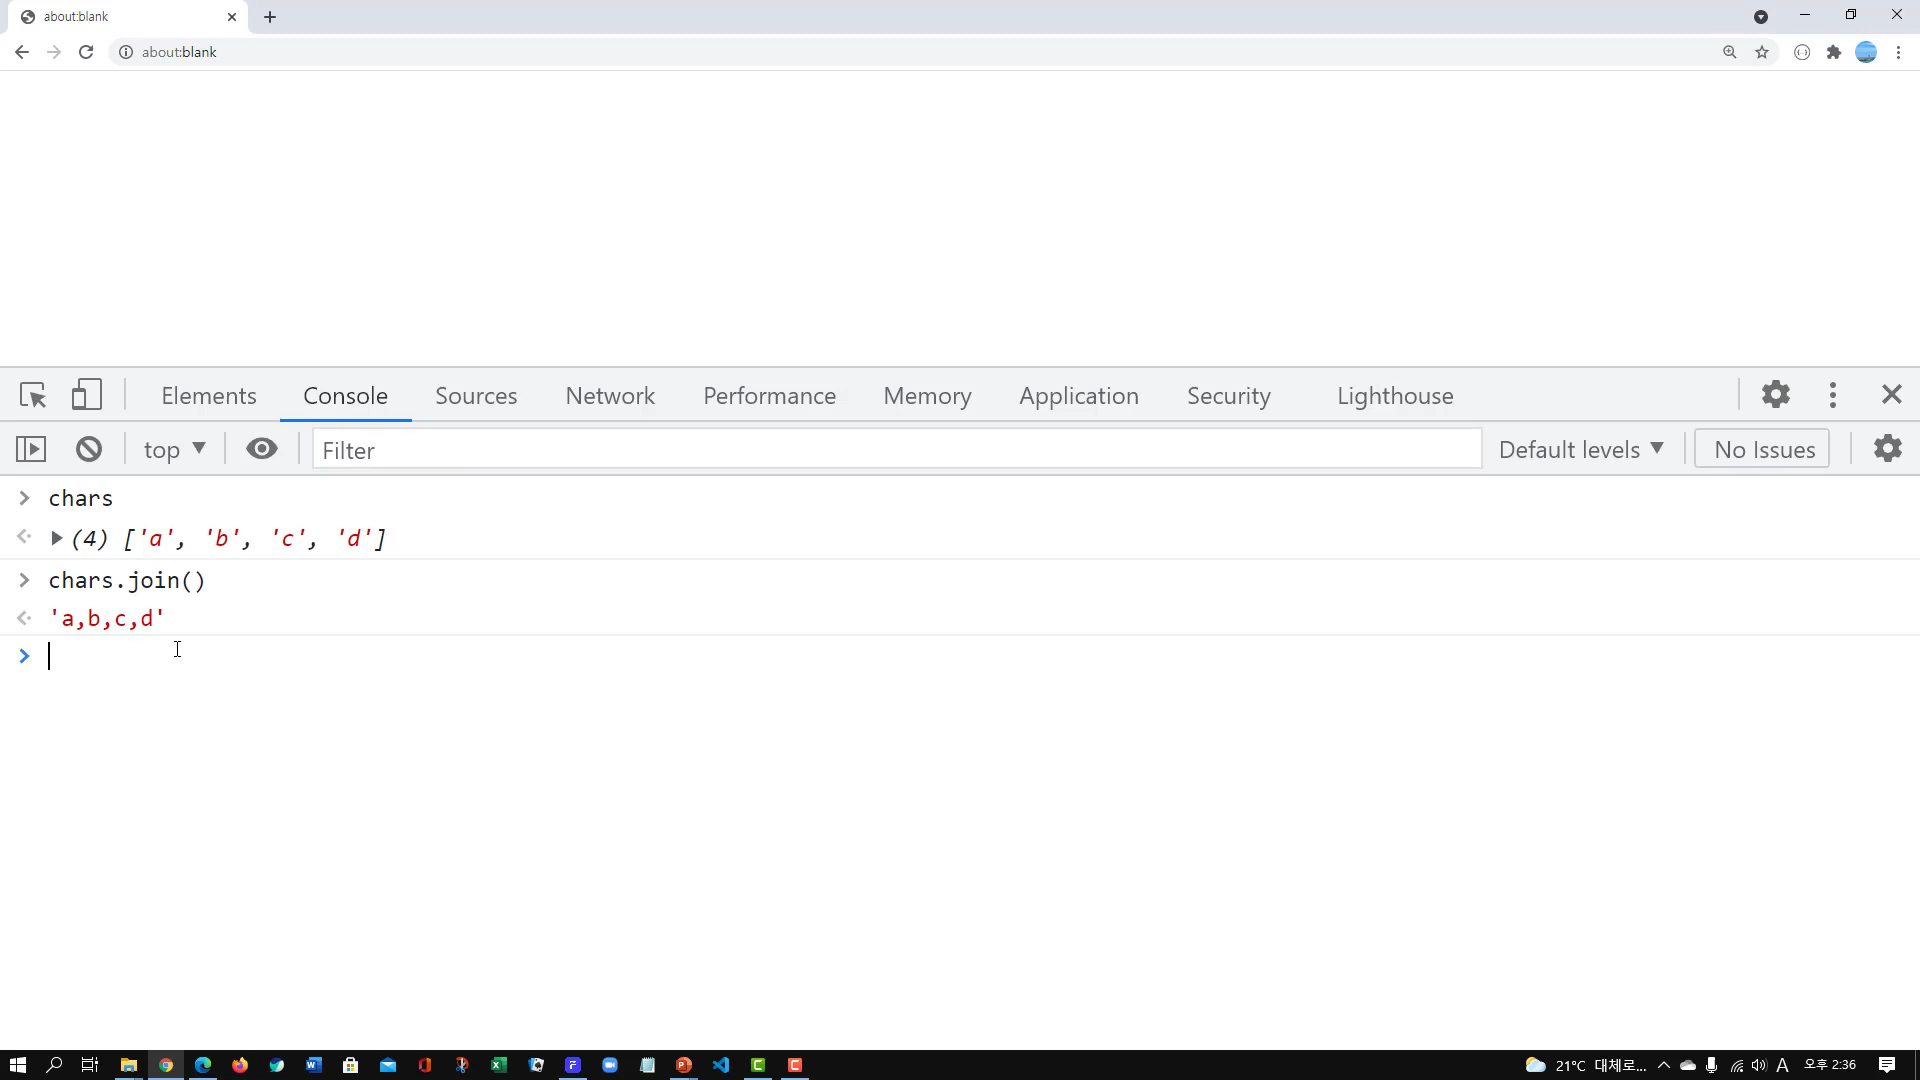 about:blank
about:blank
Elements Console Sources Network Performance Memory Application Security Lighthouse
top Filter Default levels No Issues
chars
(4) ['a', 'b', 'c', 'd']
chars.join()
'a,b,c,d'
21°C 대체로... A 오후 2:36